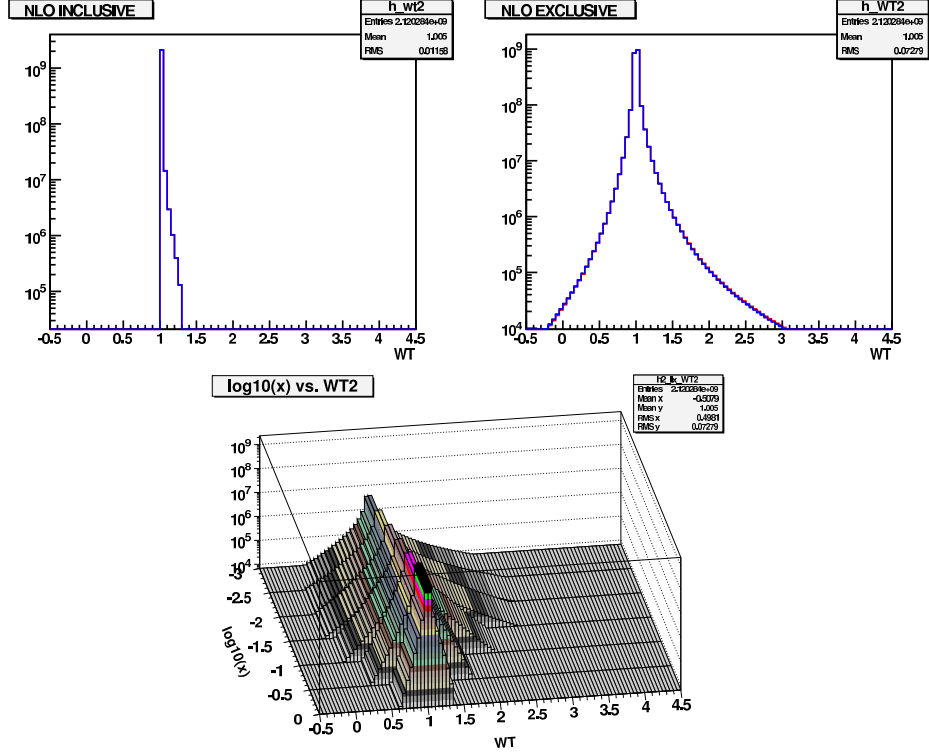 NLO INCLUSIVE
h_wt2
Entries 2.120284e+09
Mean 1.005
RMS 0.01158
10^9
10^8
10^7
10^6
10^5
-0.5 0 0.5 1 1.5 2 2.5 3 3.5 4 4.5
WT
NLO EXCLUSIVE
h_WT2
Entries 2.120284e+09
Mean 1.005
RMS 0.07279
10^9
10^8
10^7
10^6
10^5
10^4
-0.5 0 0.5 1 1.5 2 2.5 3 3.5 4 4.5
WT
log10(x) vs. WT2
h2_llx_WT2
Entries 2.120284e+09
Mean x -0.5079
Mean y 1.005
RMS x 0.4981
RMS y 0.07279
10^9
10^8
10^7
10^6
10^5
10^4
-3
-2.5
-2
-1.5
-1
-0.5
0
log10(x)
-0.5 0 0.5 1 1.5 2 2.5 3 3.5 4 4.5
WT